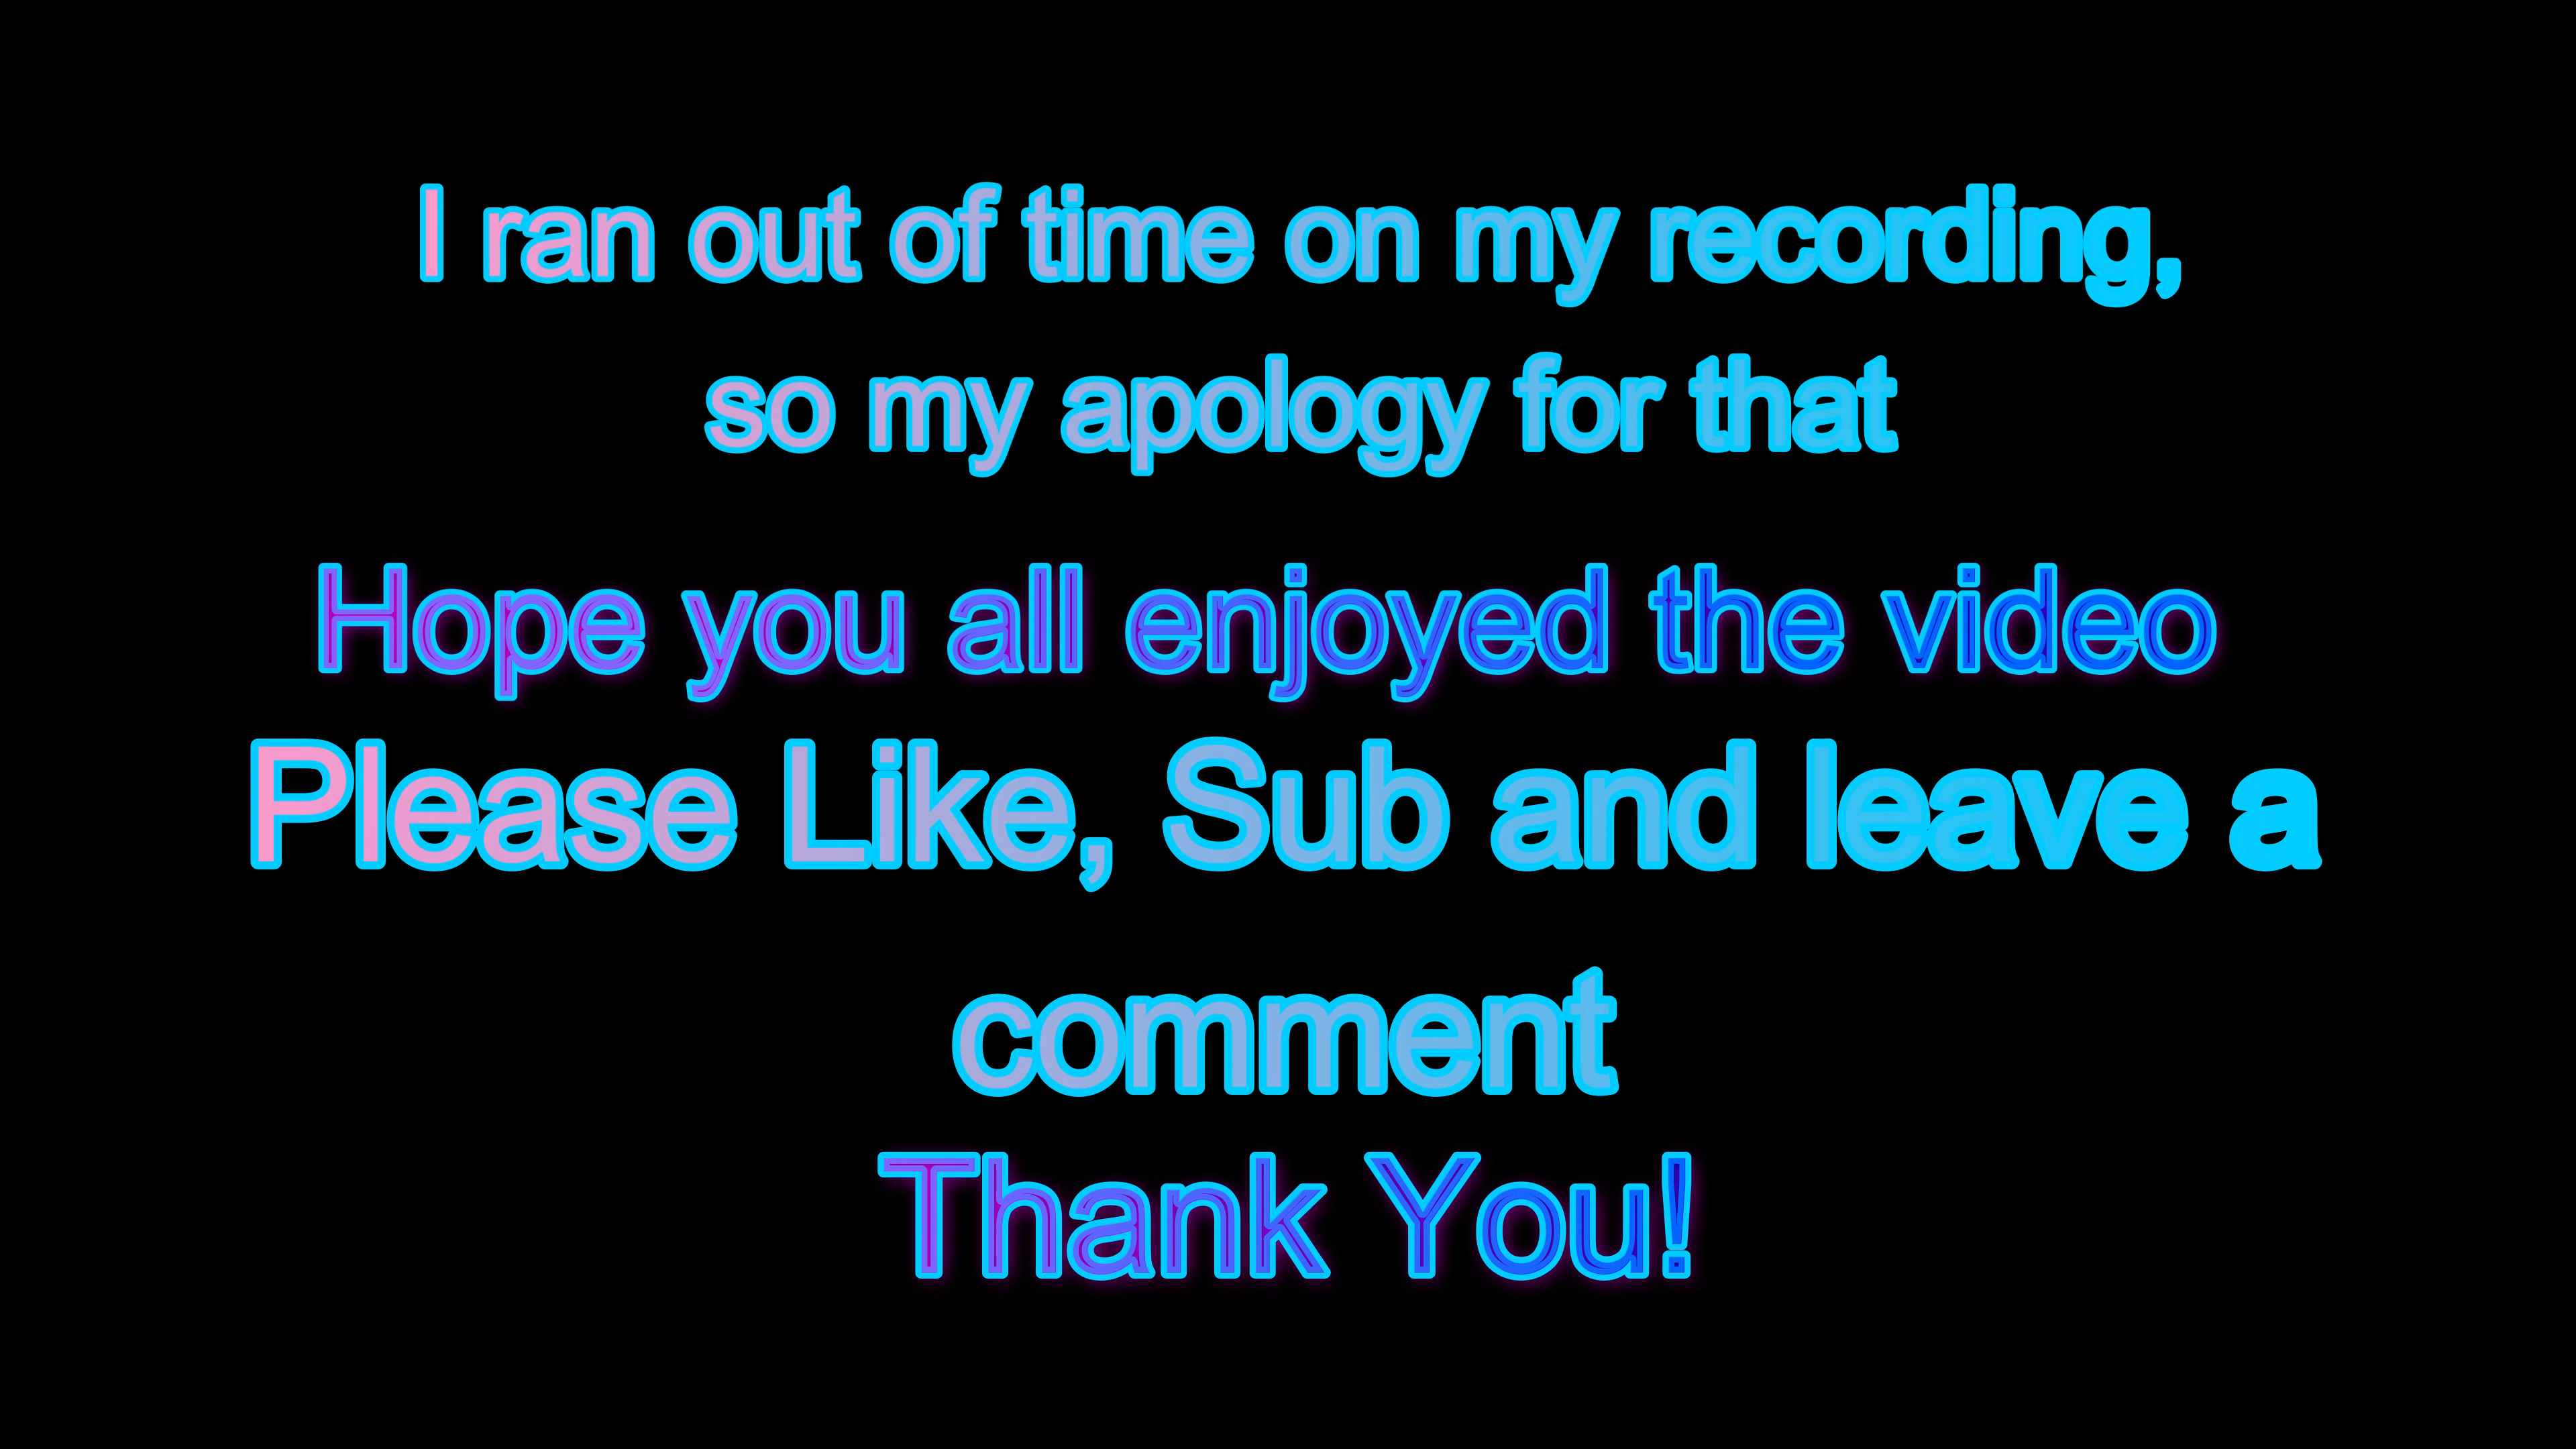 I ran out of time on my recording,
so my apology for that
Hope you all enjoyed the video
Please Like, Sub and leave a
comment
Thank You!